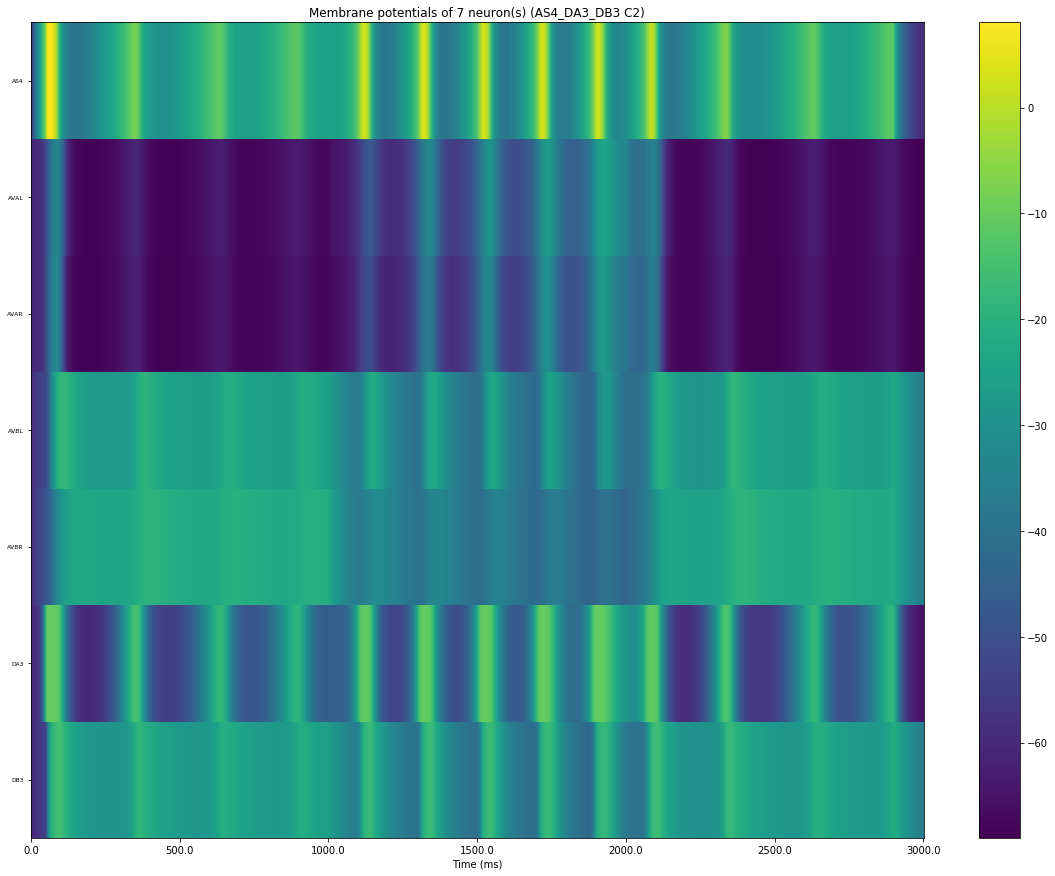 Membrane potentials of 7 neuron(s) (AS4_DA3_DB3 C2)
AS4
AVAL
AVAR
AVBL
AVBR
DA3
DB3
0.0 500.0 1000.0 1500.0 2000.0 2500.0 3000.0
Time (ms)
0
−10
−20
−30
−40
−50
−60